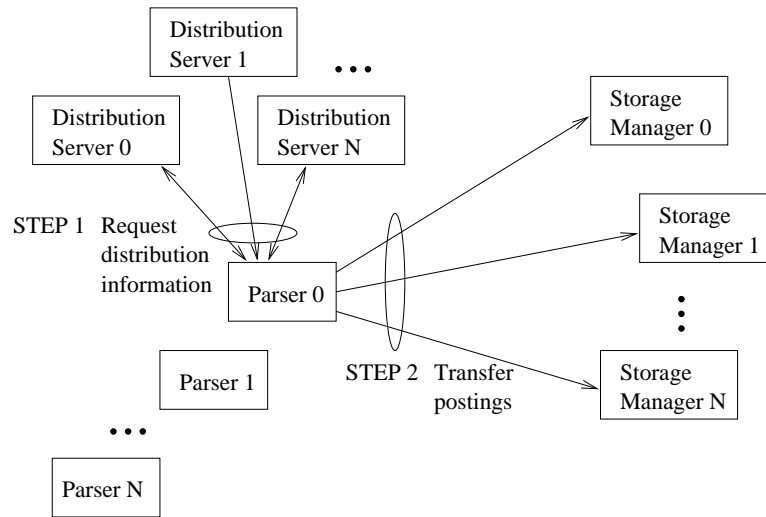 Distribution
Server 1
...
Distribution
Server 0
Distribution
Server N
Storage
Manager 0
STEP 1 Request
distribution
information
Storage
Manager 1
Parser 0
Parser 1
STEP 2 Transfer
postings
Storage
Manager N
...
Parser N